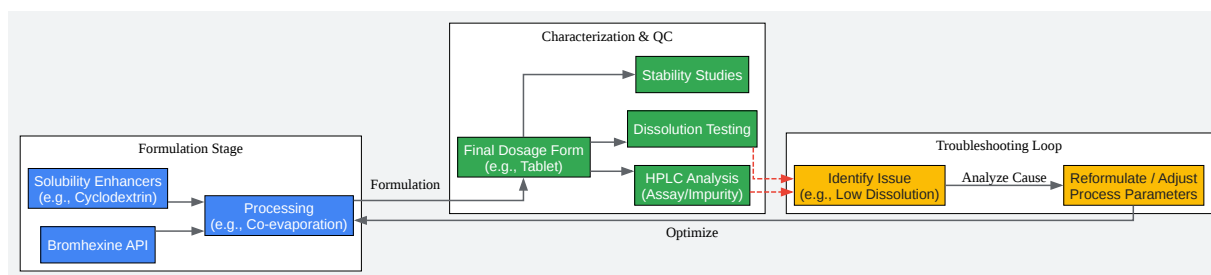 Formulation Stage
Solubility Enhancers
(e.g., Cyclodextrin)
Bromhexine API
Processing
(e.g., Co-evaporation)
Formulation
Characterization & QC
Final Dosage Form
(e.g., Tablet)
Stability Studies
Dissolution Testing
HPLC Analysis
(Assay/Impurity)
Troubleshooting Loop
Identify Issue
(e.g., Low Dissolution)
Analyze Cause
Reformulate / Adjust
Process Parameters
Optimize